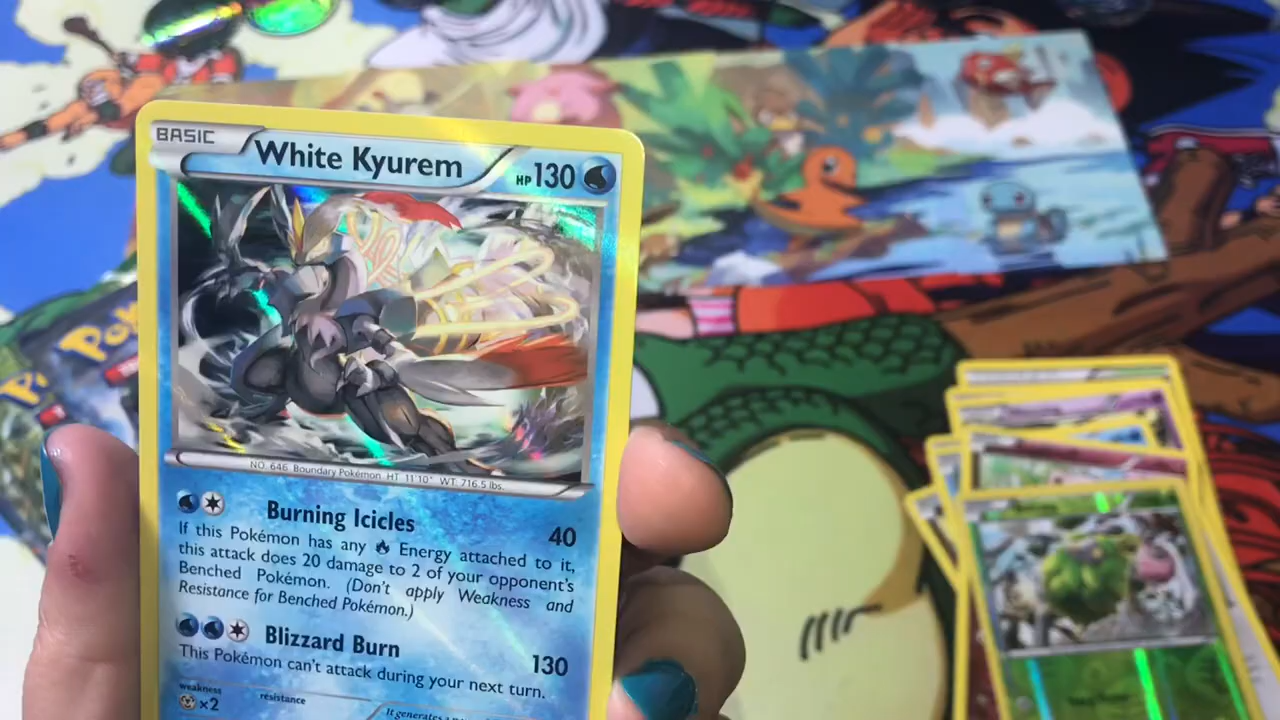 BASIC
White Kyurem
HP 130
NO. 646 Boundary Pokémon HT 11'10" WT. 716.5 lbs.
Burning Icicles 40
If this Pokémon has any Energy attached to it,
this attack does 20 damage to 2 of your opponent's
Benched Pokémon. (Don't apply Weakness and
Resistance for Benched Pokémon.)
Blizzard Burn 130
This Pokémon can't attack during your next turn.
weakness
×2
resistance
It generates